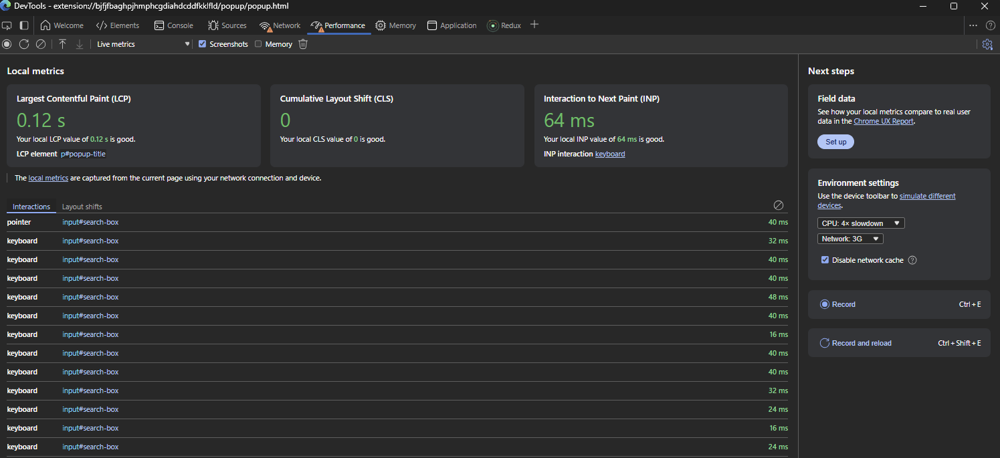 DevTools - extension://bjfjfbaghpjhmphcgdiahdcddfkklfld/popup/popup.html
Welcome Elements Console Sources Network Performance Memory Application Redux
Live metrics Screenshots Memory
Local metrics
Largest Contentful Paint (LCP)
0.12 s
Your local LCP value of 0.12 s is good.
LCP element p#popup-title
Cumulative Layout Shift (CLS)
0
Your local CLS value of 0 is good.
Interaction to Next Paint (INP)
64 ms
Your local INP value of 64 ms is good.
INP interaction keyboard
The local metrics are captured from the current page using your network connection and device.
Interactions Layout shifts
pointer input#search-box 40 ms
keyboard input#search-box 32 ms
keyboard input#search-box 40 ms
keyboard input#search-box 40 ms
keyboard input#search-box 48 ms
keyboard input#search-box 40 ms
keyboard input#search-box 16 ms
keyboard input#search-box 40 ms
keyboard input#search-box 40 ms
keyboard input#search-box 32 ms
keyboard input#search-box 24 ms
keyboard input#search-box 16 ms
keyboard input#search-box 24 ms
Next steps
Field data
See how your local metrics compare to real user
data in the Chrome UX Report.
Set up
Environment settings
Use the device toolbar to simulate different
devices.
CPU: 4× slowdown
Network: 3G
Disable network cache
Record Ctrl + E
Record and reload Ctrl + Shift + E